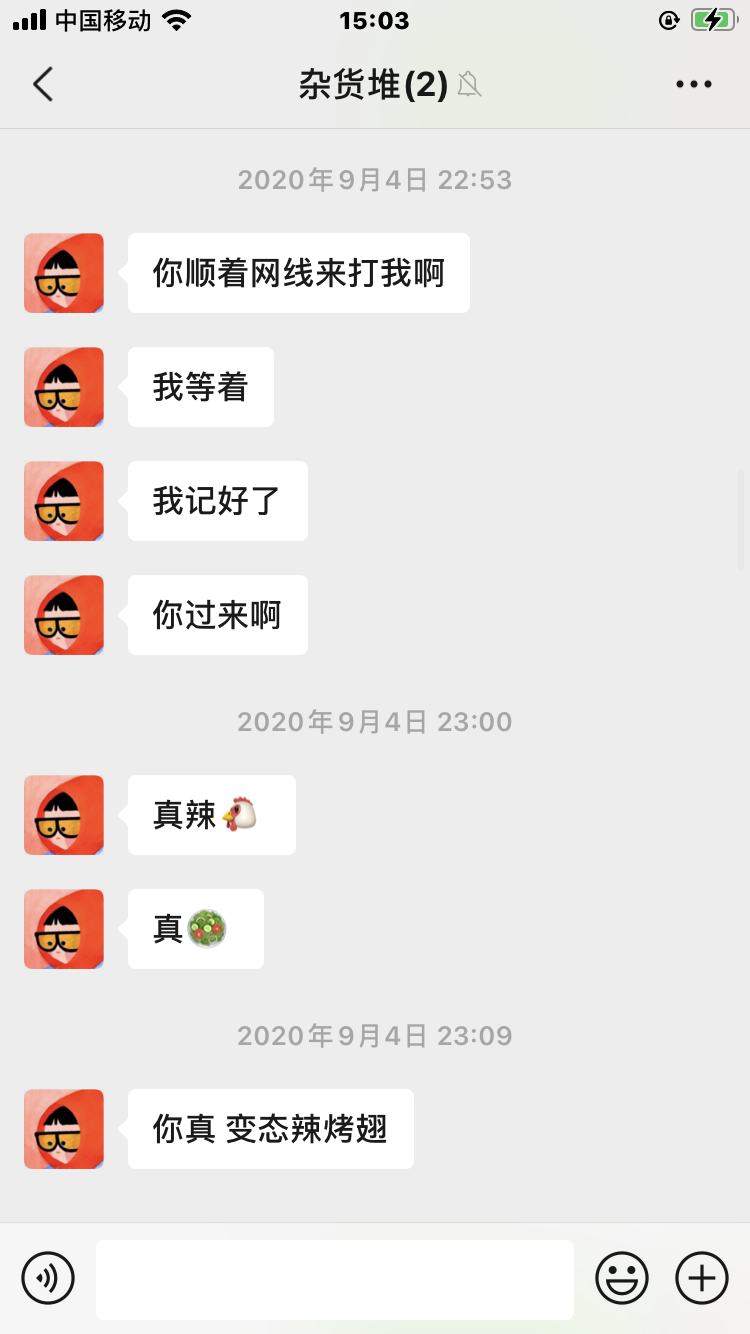 中国移动 15:03
杂货堆(2)
2020年9月4日 22:53
你顺着网线来打我啊
我等着
我记好了
你过来啊
2020年9月4日 23:00
真辣🐔
真🥗
2020年9月4日 23:09
你真 变态辣烤翅